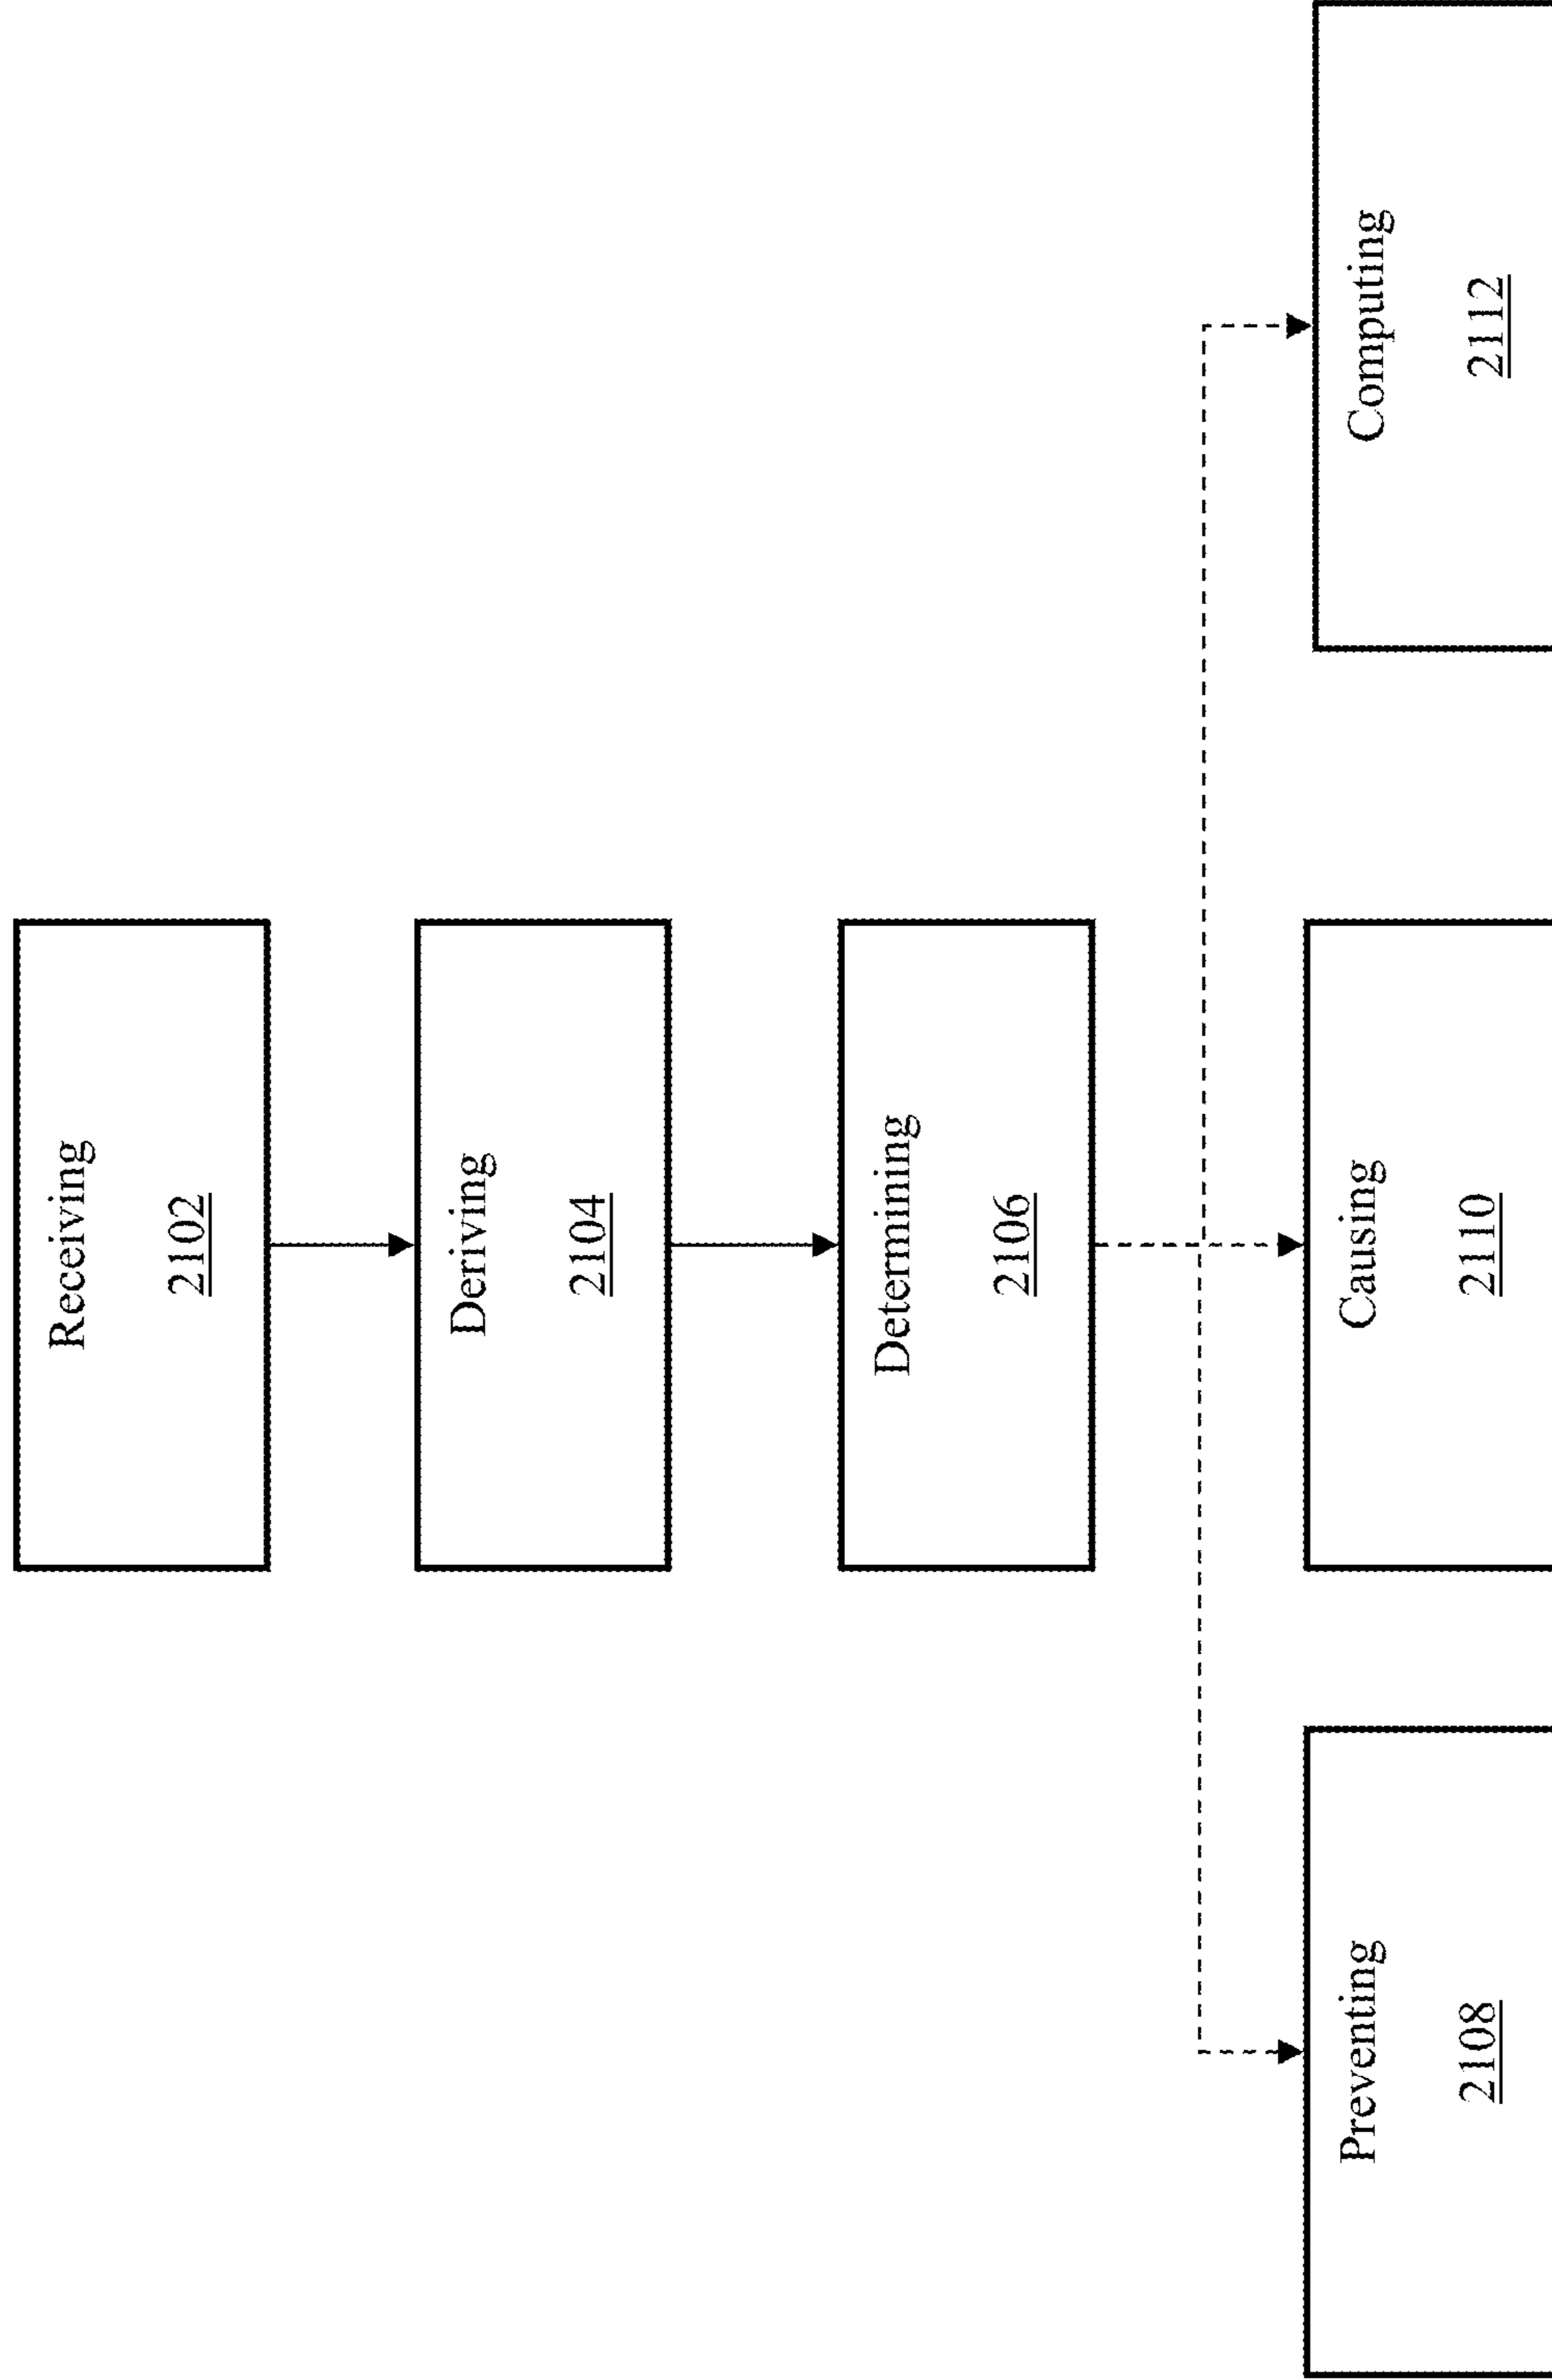 Receiving
2102
Deriving
2104
Determining
2106
Preventing
2108
Causing
2110
Computing
2112